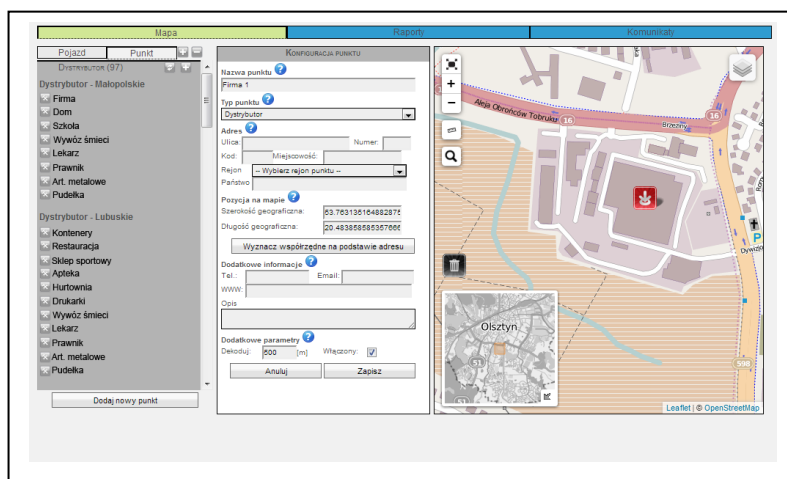 Mapa
Raporty
Komunikaty
Pojazd
Punkt
Dystrybutor (97)
Dystrybutor - Małopolskie
Firma
Dom
Szkoła
Wywóz śmieci
Lekarz
Prawnik
Art. metalowe
Pudełka
Dystrybutor - Lubuskie
Kontenery
Restauracja
Sklep sportowy
Apteka
Hurtownia
Drukarki
Wywóz śmieci
Lekarz
Prawnik
Art. metalowe
Pudełka
Dodaj nowy punkt
Konfiguracja punktu
Nazwa punktu ?
Firma 1
Typ punktu ?
Dystrybutor
Adres ?
Ulica: Numer:
Kod: Miejscowość:
Rejon -- Wybierz rejon punktu --
Państwo
Pozycja na mapie ?
Szerokość geograficzna: 53.763135164882875
Długość geograficzna: 20.483858585357666
Wyznacz współrzędne na podstawie adresu
Dodatkowe informacje ?
Tel.: Email:
WWW:
Opis
Dodatkowe parametry ?
Dekoduj: 500 [m] Włączony:
Anuluj Zapisz
+
−
Aleja Obrońców Tobruku
16
Brzeziny
16
P
Olsztyn
51
51
598
Leaflet | © OpenStreetMap